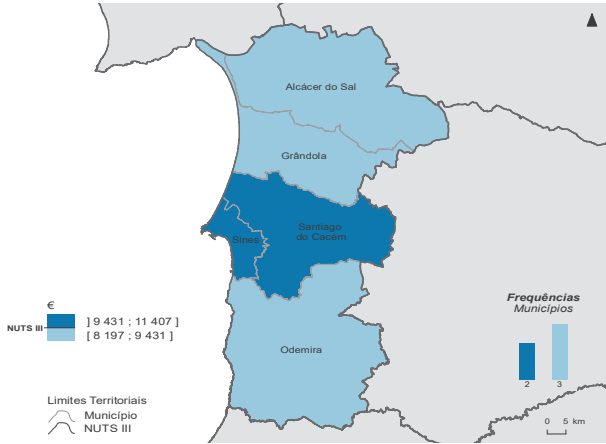 Alcácer do Sal
Grândola
Santiago
do Cacém
Sines
Odemira
€
NUTS III
] 9 431 ; 11 407 ]
[ 8 197 ; 9 431 ]
Limites Territoriais
Município
NUTS III
Frequências
Municípios
2 3
0 5 km